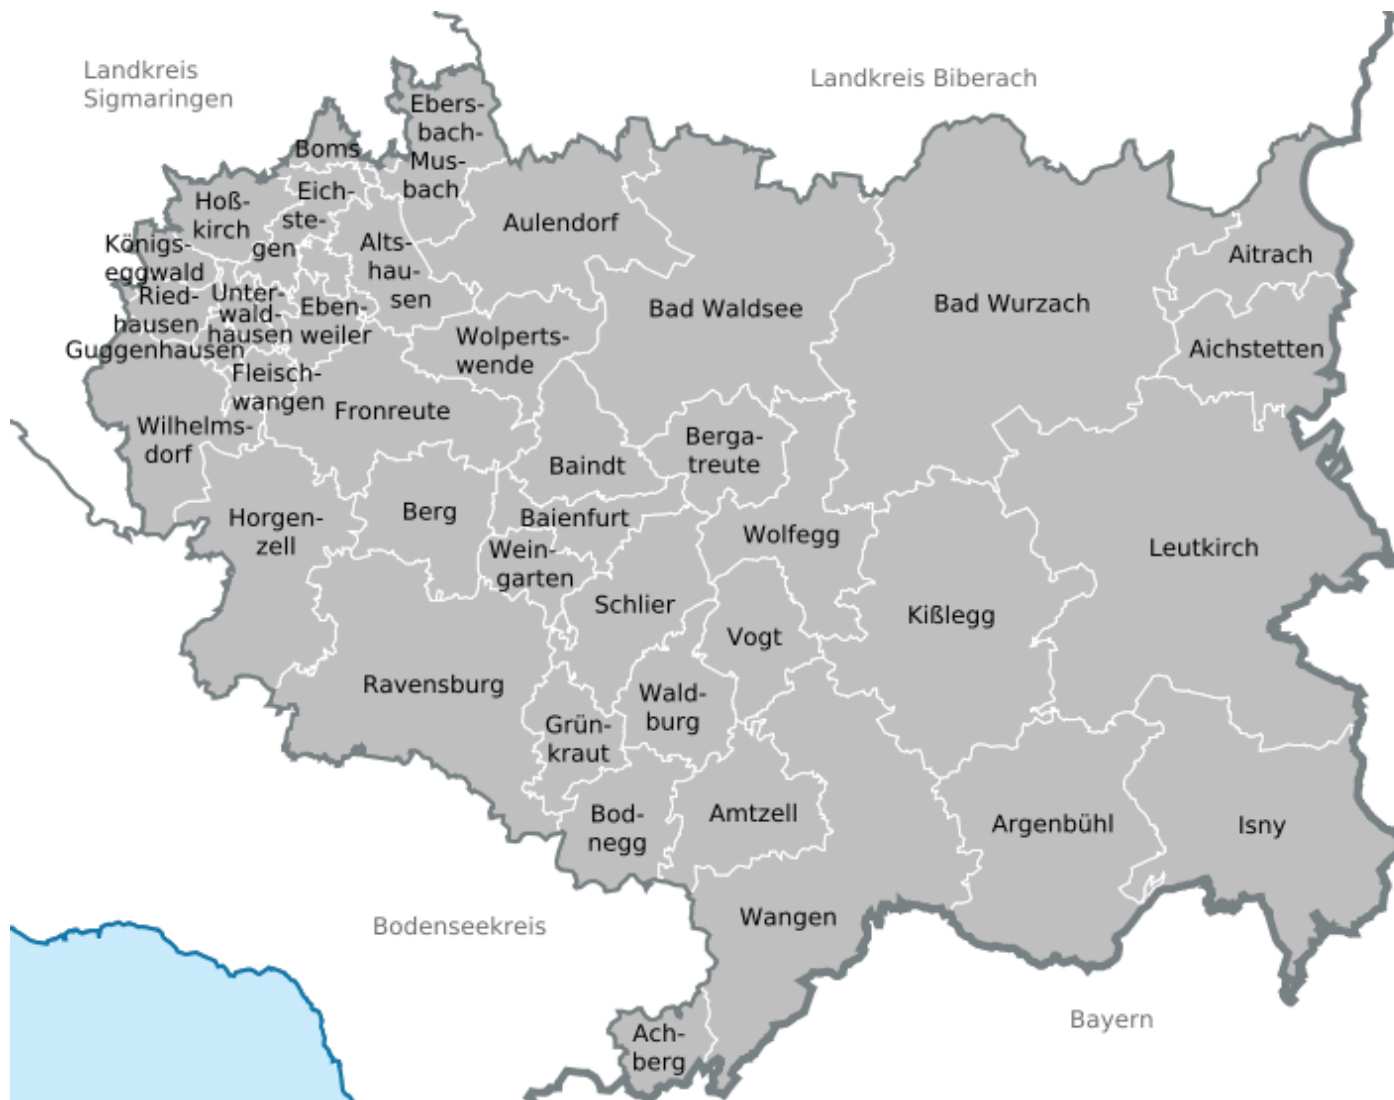 Landkreis
Sigmaringen
Landkreis Biberach
Ebers-
bach-
Mus-
bach
Boms
Eich-
ste-
gen
Hoß-
kirch
Aulendorf
Alts-
hau-
sen
Königs-
eggwald
Aitrach
Ried-
hausen
Unter-
wald-
hausen
Eben-
weiler
Bad Waldsee
Bad Wurzach
Wolperts-
wende
Guggenhausen
Aichstetten
Fleisch-
wangen
Fronreute
Wilhelms-
dorf
Baindt
Berga-
treute
Horgen-
zell
Berg
Baienfurt
Wolfegg
Leutkirch
Wein-
garten
Schlier
Vogt
Kißlegg
Ravensburg
Wald-
burg
Grün-
kraut
Bod-
negg
Amtzell
Argenbühl
Isny
Wangen
Bodenseekreis
Bayern
Ach-
berg